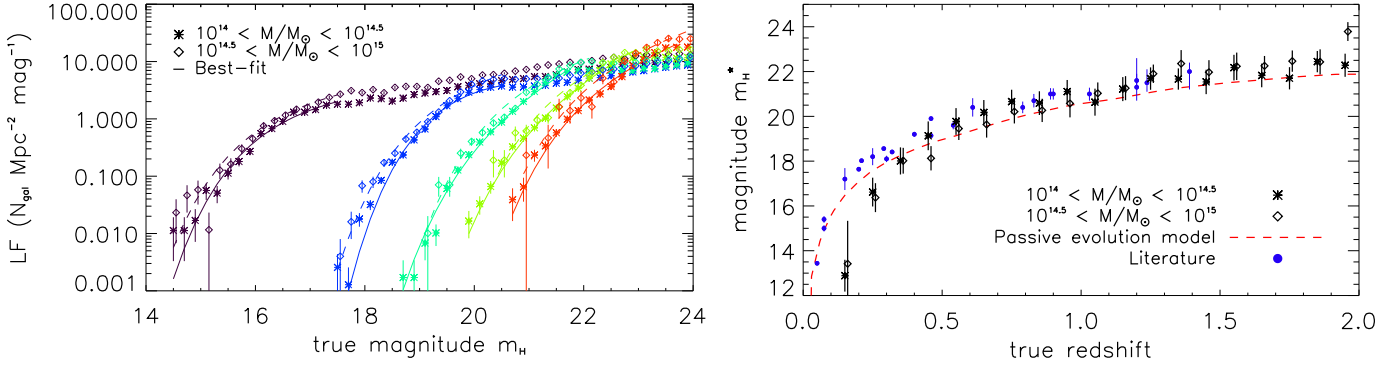 LF (N_gal Mpc^-2 mag^-1)
100.000
10.000
1.000
0.100
0.010
0.001
10^14 < M/M_⊙ < 10^14.5
10^14.5 < M/M_⊙ < 10^15
Best-fit
14 16 18 20 22 24
true magnitude m_H
magnitude m_H^*
24
22
20
18
16
14
12
10^14 < M/M_⊙ < 10^14.5
10^14.5 < M/M_⊙ < 10^15
Passive evolution model
Literature
0.0 0.5 1.0 1.5 2.0
true redshift